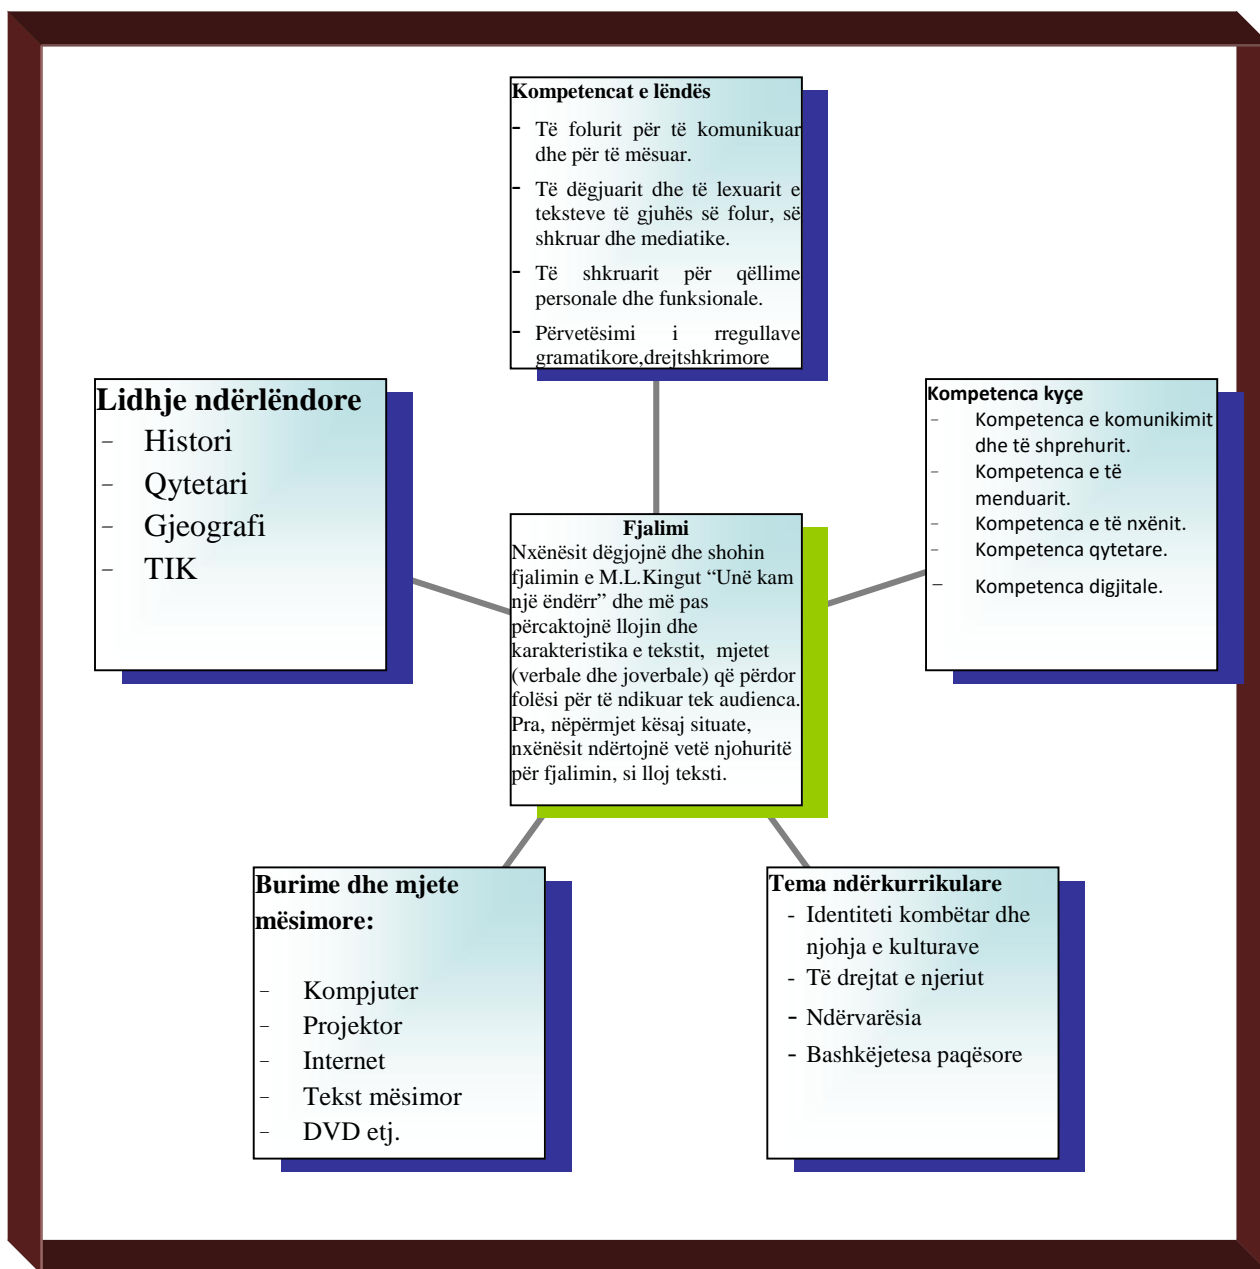 Kompetencat e lëndës
- Të folurit për të komunikuar
dhe për të mësuar.
- Të dëgjuarit dhe të lexuarit e
teksteve të gjuhës së folur, së
shkruar dhe mediatike.
- Të shkruarit për qëllime
personale dhe funksionale.
- Përvetësimi i rregullave
gramatikore,drejtshkrimore
Lidhje ndërlëndore
- Histori
- Qytetari
- Gjeografi
- TIK
Kompetenca kyçe
- Kompetenca e komunikimit
dhe të shprehurit.
- Kompetenca e të
menduarit.
- Kompetenca e të nxënit.
- Kompetenca qytetare.
- Kompetenca digjitale.
Fjalimi
Nxënësit dëgjojnë dhe shohin
fjalimin e M.L.Kingut “Unë kam
një ëndërr” dhe më pas
përcaktojnë llojin dhe
karakteristika e tekstit, mjetet
(verbale dhe joverbale) që përdor
folësi për të ndikuar tek audienca.
Pra, nëpërmjet kësaj situate,
nxënësit ndërtojnë vetë njohuritë
për fjalimin, si lloj teksti.
Burime dhe mjete
mësimore:
- Kompjuter
- Projektor
- Internet
- Tekst mësimor
- DVD etj.
Tema ndërkurrikulare
- Identiteti kombëtar dhe
njohja e kulturave
- Të drejtat e njeriut
- Ndërvarësia
- Bashkëjetesa paqësore